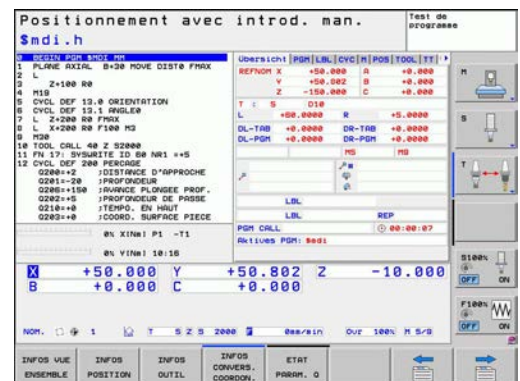 Positionnement avec introd. man.
Test de
programme
$mdi.h
0 BEGIN PGM $MDI MM
1 PLANE AXIAL B+30 MOVE DIST0 FMAX
2 L
3 Z+100 R0
4 M18
5 CYCL DEF 13.0 ORIENTATION
6 CYCL DEF 13.1 ANGLE0
7 L Z+200 R0 FMAX
8 L X+200 R0 F100 M3
9 M30
10 TOOL CALL 40 Z S2000
11 FN 17: SYSWRITE ID 60 NR1 =+5
12 CYCL DEF 200 PERCAGE
Q200=+2 ;DISTANCE D'APPROCHE
Q201=-20 ;PROFONDEUR
Q206=+150 ;AVANCE PLONGEE PROF.
Q202=+5 ;PROFONDEUR DE PASSE
Q210=+0 ;TEMPO. EN HAUT
Q203=+0 ;COORD. SURFACE PIECE
0% X[Nm] P1 -T1
0% Y[Nm] 10:16
Übersicht PGM LBL CYC M POS TOOL TT
REFNOM X +50.000 A +0.000
Y +50.802 B +0.000
Z -150.000 C +0.000
T : 5 D10
L +60.0000 R +5.0000
DL-TAB +0.0000 DR-TAB +0.0000
DL-PGM +0.0000 DR-PGM +0.0000
M5 M9
LBL
LBL REP
PGM CALL 00:00:07
Aktives PGM: $mdi
X +50.000 Y +50.802 Z -10.000
B +0.000 C +0.000
NOM. 1 T 5 Z S 2000 0mm/min Ovr 100% M 5/9
M
S
T
S100%
OFF ON
F100%
OFF ON
INFOS VUE
ENSEMBLE
INFOS
POSITION
INFOS
OUTIL
INFOS
CONVERS.
COORDON.
ETAT
PARAM. Q